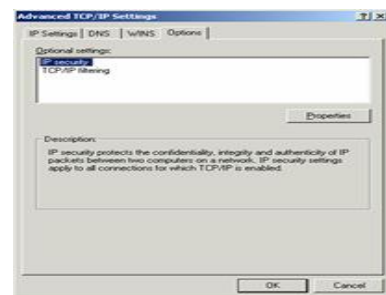 Advanced TCP/IP Settings
IP Settings DNS WINS Options
Optional settings:
IP security
TCP/IP filtering
Properties
Description:
IP security protects the confidentiality, integrity and authenticity of IP
packets between two computers on a network. IP security settings
apply to all connections for which TCP/IP is enabled.
OK Cancel